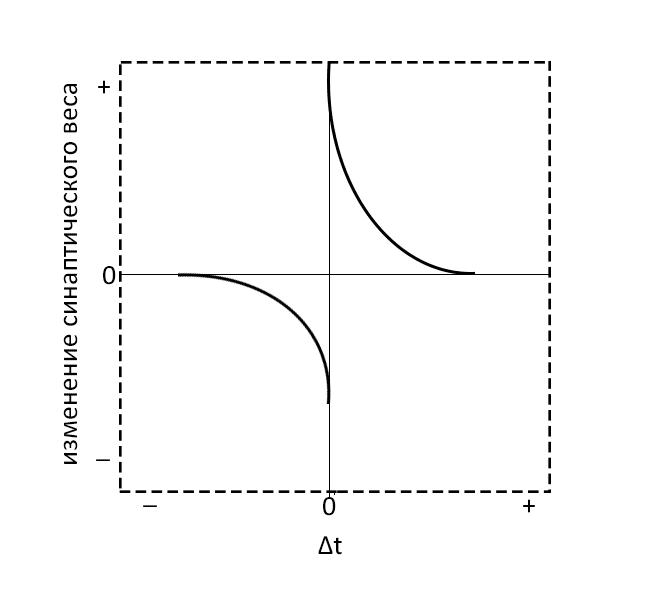 изменение синаптического веса
+
0
–
– 0 +
Δt